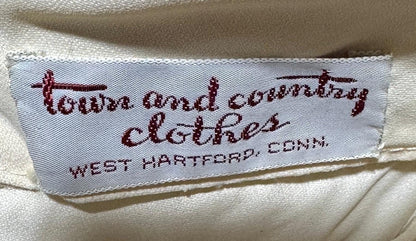 town and country
clothes
WEST HARTFORD, CONN.